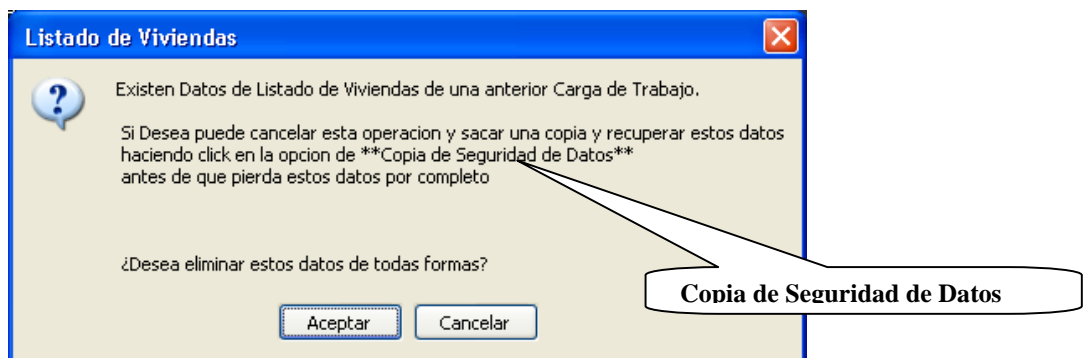 Listado de Viviendas
Existen Datos de Listado de Viviendas de una anterior Carga de Trabajo.
Si Desea puede cancelar esta operacion y sacar una copia y recuperar estos datos
haciendo click en la opcion de **Copia de Seguridad de Datos**
antes de que pierda estos datos por completo
¿Desea eliminar estos datos de todas formas?
Copia de Seguridad de Datos
Aceptar Cancelar